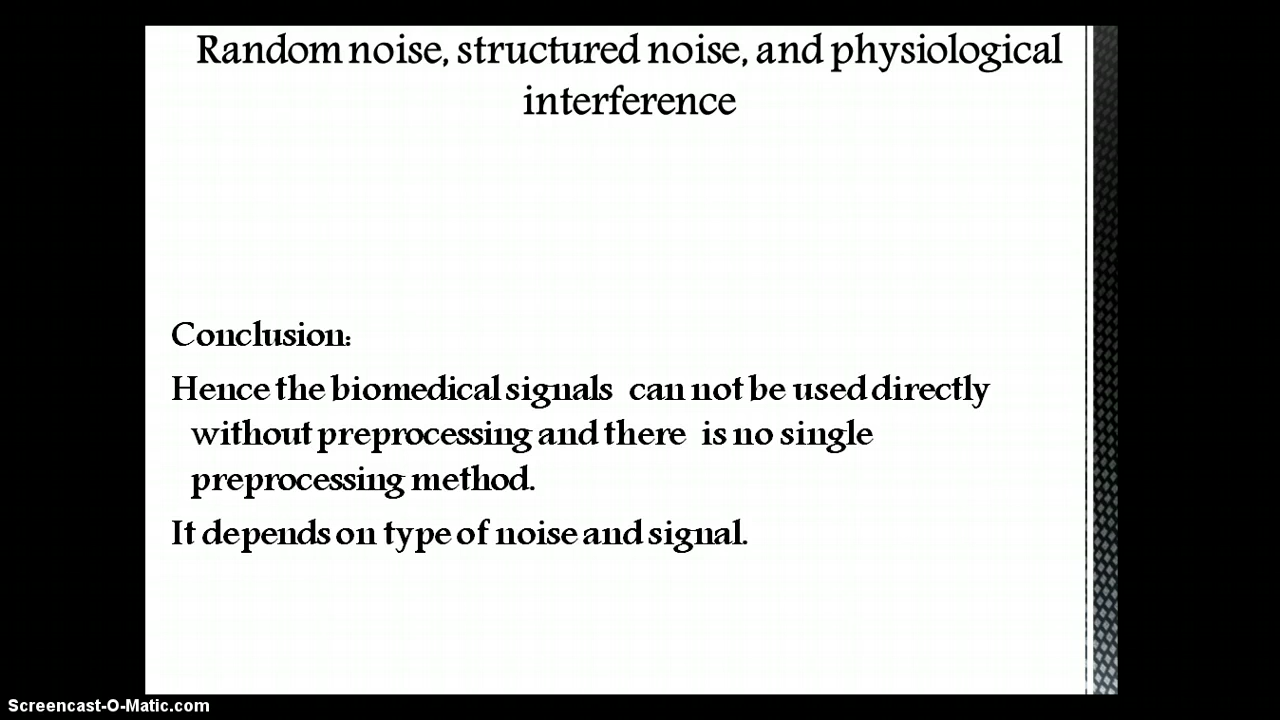 Random noise, structured noise, and physiological
interference
Conclusion:
Hence the biomedical signals can not be used directly
without preprocessing and there is no single
preprocessing method.
It depends on type of noise and signal.
Screencast-O-Matic.com